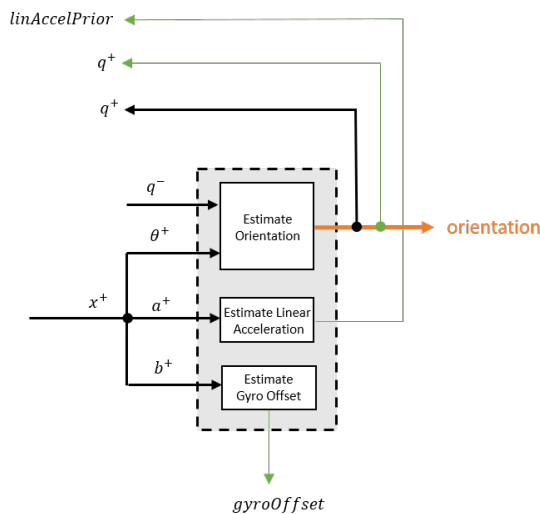 linAccelPrior
q⁺
q⁺
q⁻
Estimate
Orientation
orientation
θ⁺
x⁺
a⁺
Estimate Linear
Acceleration
b⁺
Estimate
Gyro Offset
gyroOffset